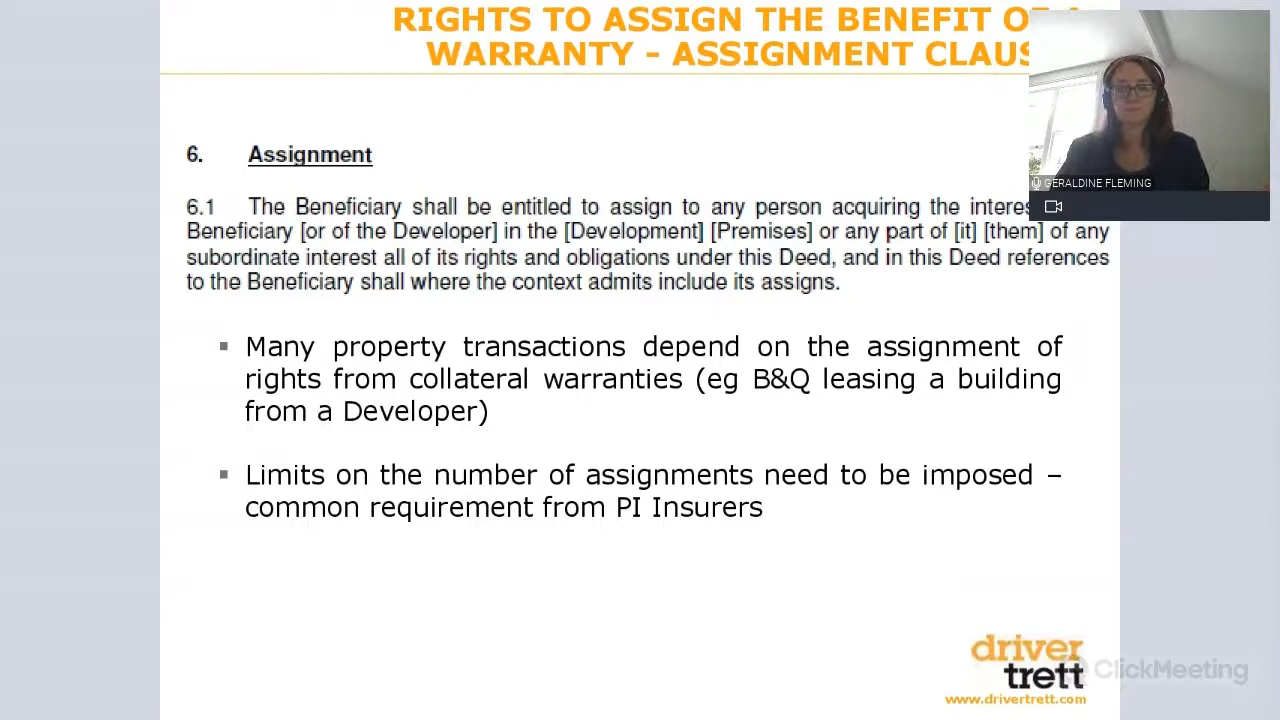 RIGHTS TO ASSIGN THE BENEFIT
WARRANTY - ASSIGNMENT
GERALDINE FLEMING
6. Assignment
6.1 The Beneficiary shall be entitled to assign to any person acquiring the
Beneficiary [or of the Developer] in the [Development] [Premises] or any part of [it] [them] of any
subordinate interest all of its rights and obligations under this Deed, and in this Deed references
to the Beneficiary shall where the context admits include its assigns.
▪ Many property transactions depend on the assignment of
rights from collateral warranties (eg B&Q leasing a building
from a Developer)
▪ Limits on the number of assignments need to be imposed –
common requirement from PI Insurers
driver
trett
ClickMeeting
www.drivertrett.com